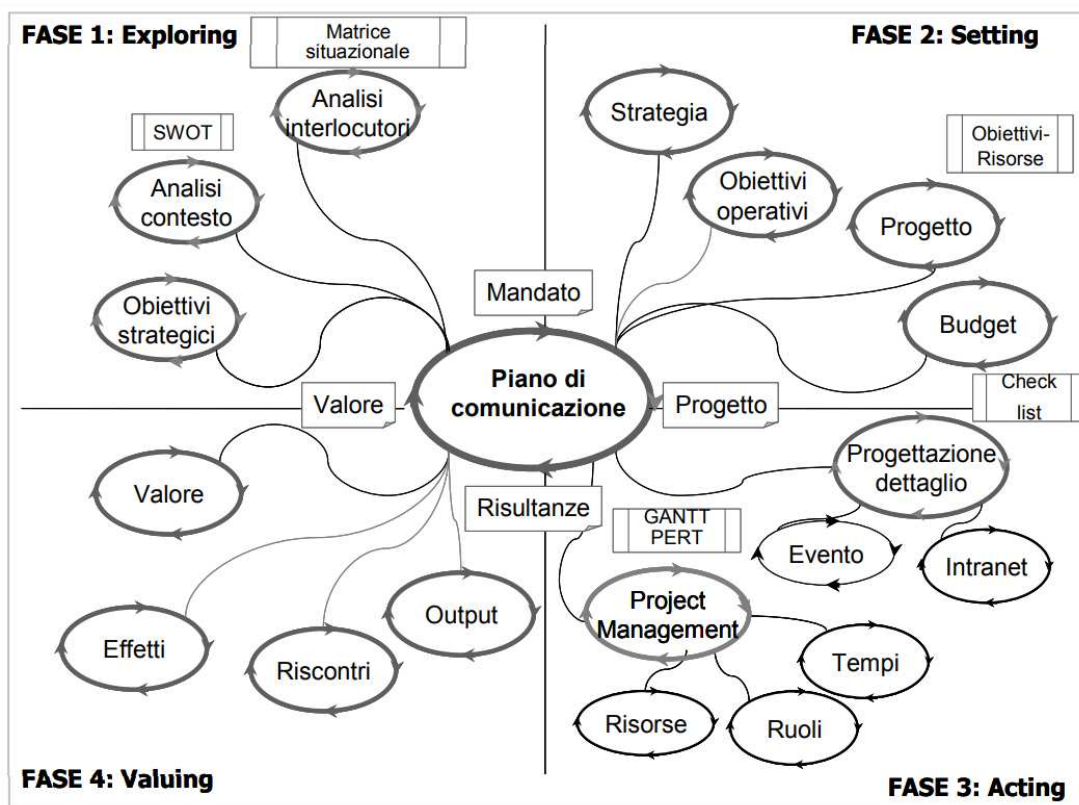 FASE 1: Exploring
Matrice
situazionale
Analisi
interlocutori
SWOT
Analisi
contesto
Obiettivi
strategici
FASE 2: Setting
Strategia
Obiettivi
operativi
Obiettivi-
Risorse
Progetto
Budget
Mandato
Piano di
comunicazione
Valore
Progetto
Risultanze
Check
list
Progettazione
dettaglio
Evento
Intranet
GANTT
PERT
Project
Management
Tempi
Risorse
Ruoli
FASE 3: Acting
Valore
Effetti
Riscontri
Output
FASE 4: Valuing